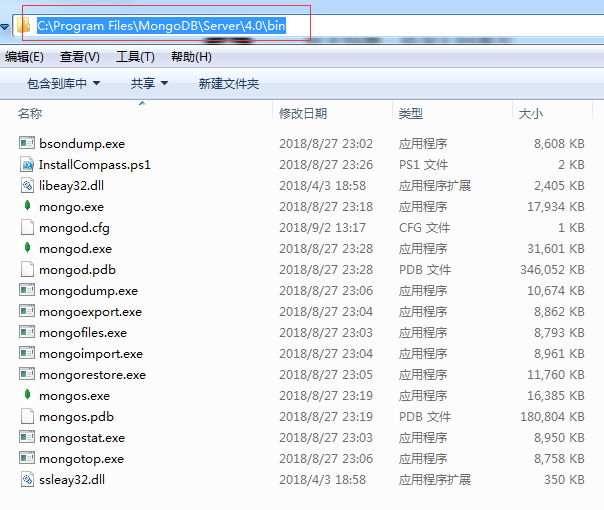 C:\Program Files\MongoDB\Server\4.0\bin
编辑(E) 查看(V) 工具(T) 帮助(H)
包含到库中 共享 新建文件夹
名称 修改日期 类型 大小
bsondump.exe 2018/8/27 23:02 应用程序 8,608 KB
InstallCompass.ps1 2018/8/27 23:26 PS1 文件 2 KB
libeay32.dll 2018/4/3 18:58 应用程序扩展 2,405 KB
mongo.exe 2018/8/27 23:18 应用程序 17,934 KB
mongod.cfg 2018/9/2 13:17 CFG 文件 1 KB
mongod.exe 2018/8/27 23:28 应用程序 31,601 KB
mongod.pdb 2018/8/27 23:28 PDB 文件 346,052 KB
mongodump.exe 2018/8/27 23:06 应用程序 10,674 KB
mongoexport.exe 2018/8/27 23:04 应用程序 8,862 KB
mongofiles.exe 2018/8/27 23:03 应用程序 8,793 KB
mongoimport.exe 2018/8/27 23:04 应用程序 8,961 KB
mongorestore.exe 2018/8/27 23:05 应用程序 11,760 KB
mongos.exe 2018/8/27 23:19 应用程序 16,385 KB
mongos.pdb 2018/8/27 23:19 PDB 文件 180,804 KB
mongostat.exe 2018/8/27 23:03 应用程序 8,950 KB
mongotop.exe 2018/8/27 23:06 应用程序 8,758 KB
ssleay32.dll 2018/4/3 18:58 应用程序扩展 350 KB